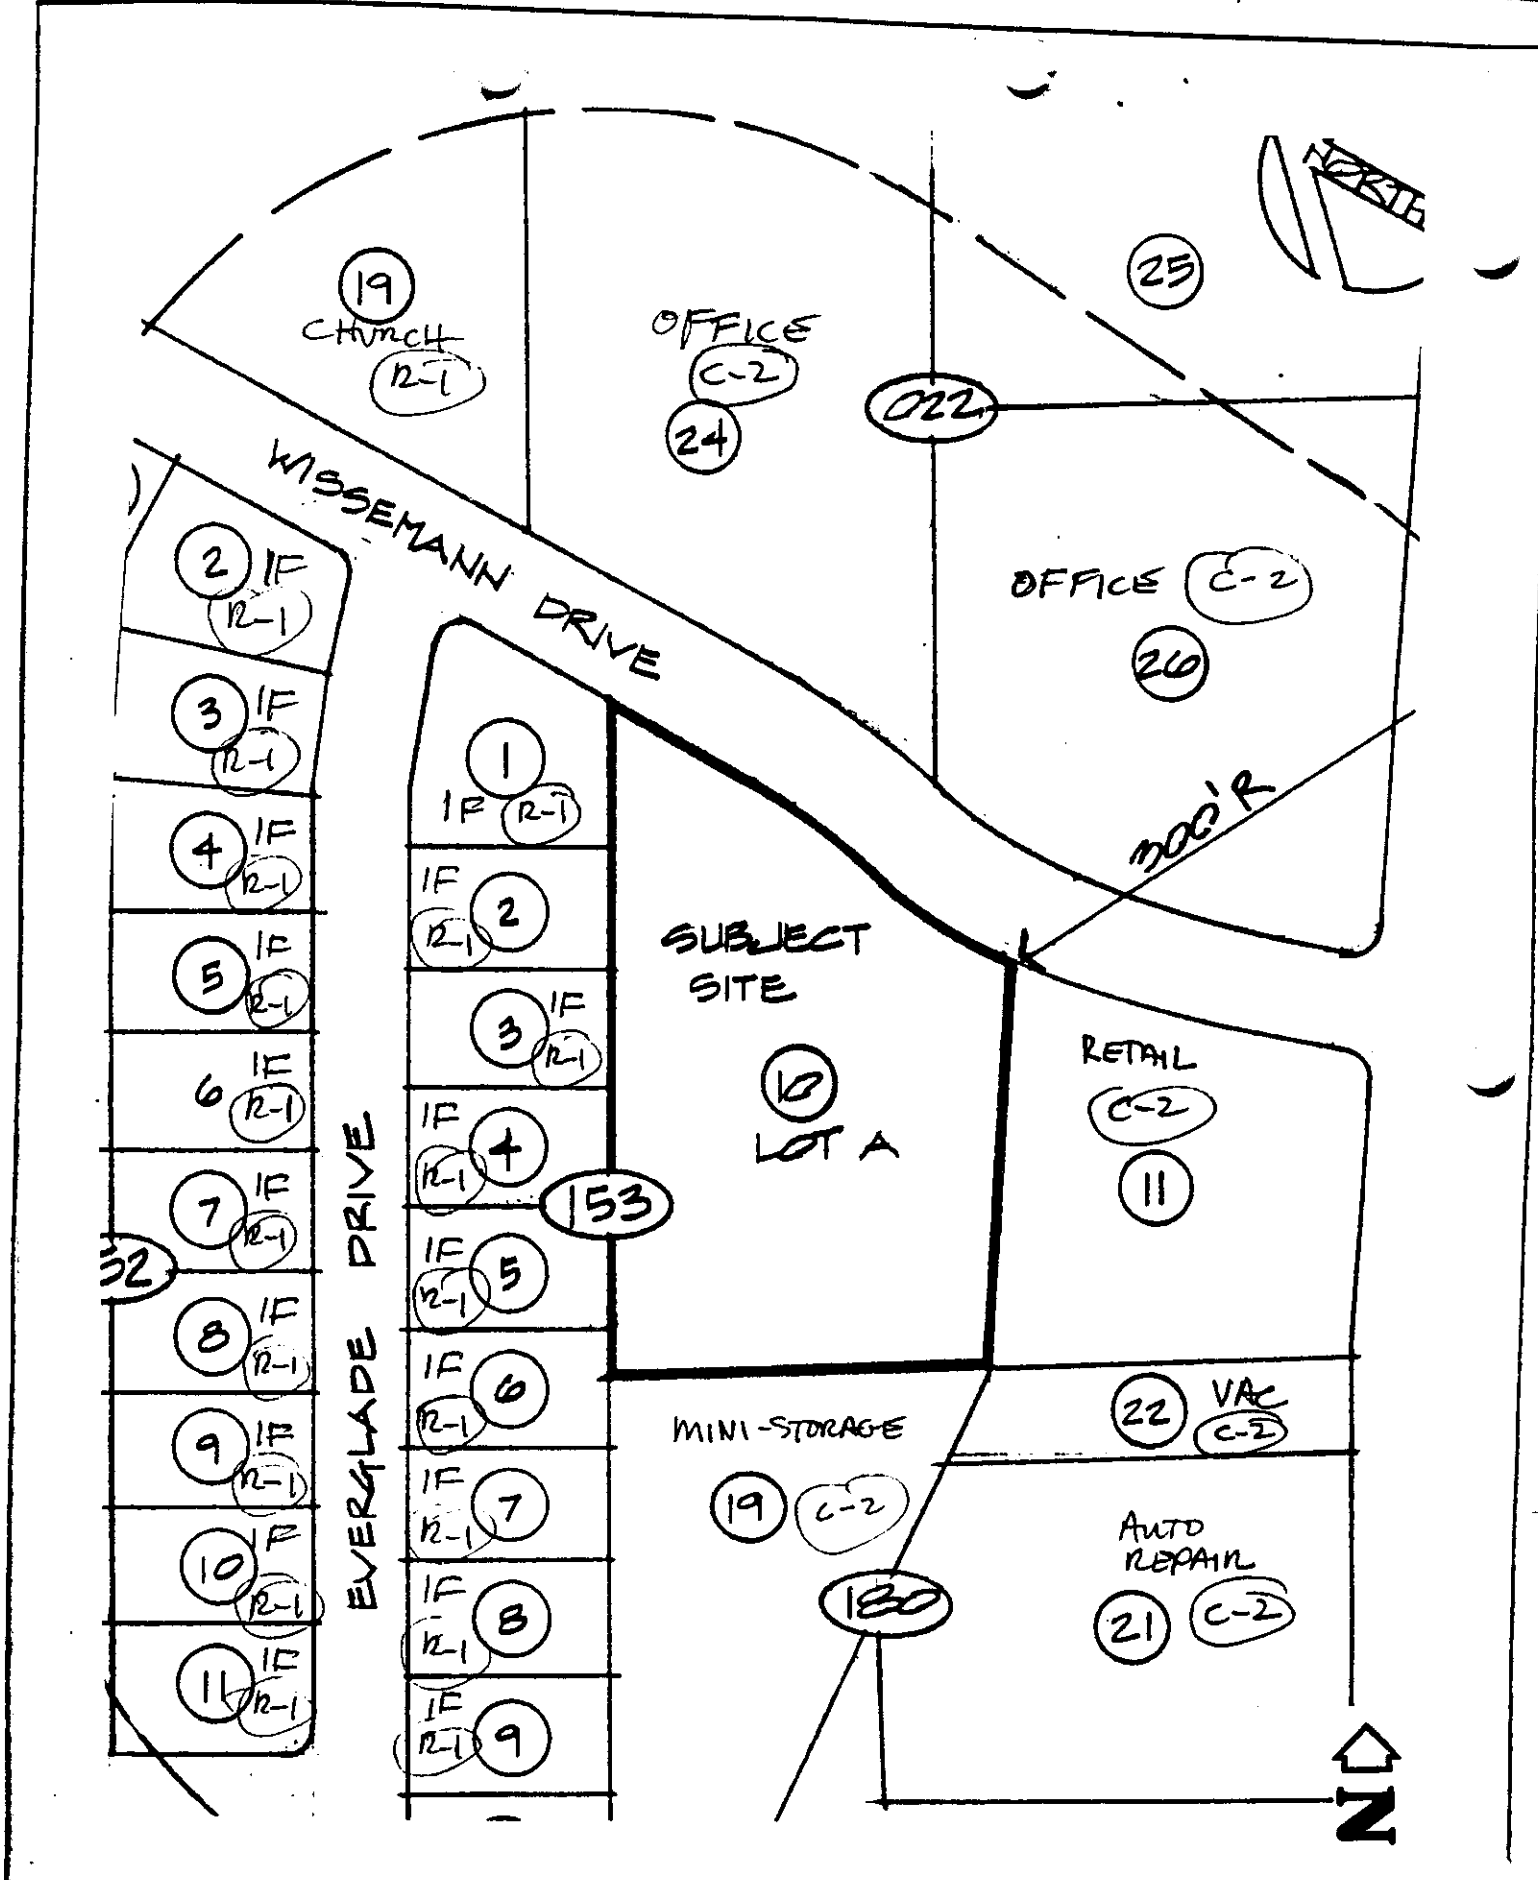 NORTH
19
CHURCH
R-1
OFFICE
C-2
24
25
022
OFFICE C-2
26
300' R
WISSEMANN DRIVE
2 1F
R-1
3 1F
R-1
4 1F
R-1
5 1F
R-1
6 1F
R-1
7 1F
R-1
52
8 1F
R-1
9 1F
R-1
10 1F
R-1
11 1F
R-1
EVERGLADE DRIVE
1
1F R-1
1F 2
R-1
3 1F
R-1
1F 4
R-1
153
1F 5
R-1
1F 6
R-1
1F 7
R-1
1F 8
R-1
1F 9
R-1
SUBJECT
SITE
10
LOT A
RETAIL
C-2
11
22 VAC
C-2
MINI-STORAGE
19 C-2
180
AUTO
REPAIR
21 C-2
N